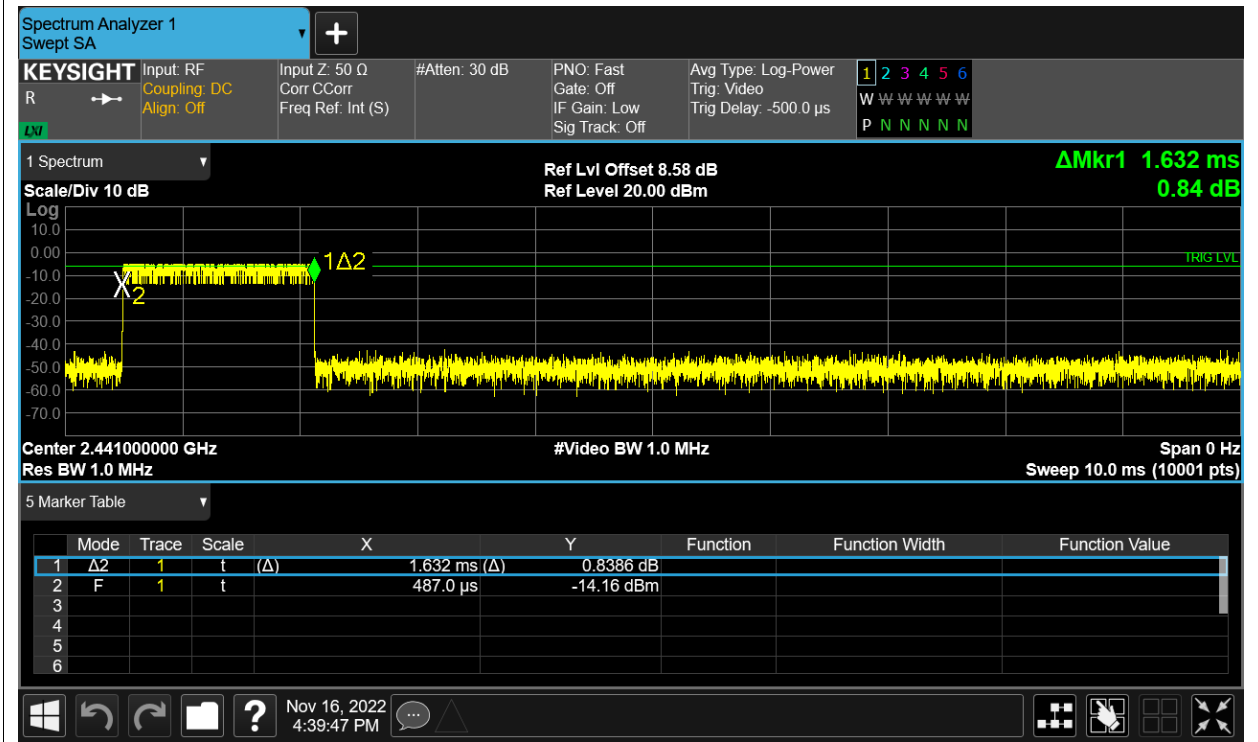 Spectrum Analyzer 1
Swept SA
+
KEYSIGHT
R
LXI
Input: RF
Coupling: DC
Align: Off
Input Z: 50 Ω
Corr CCorr
Freq Ref: Int (S)
#Atten: 30 dB
PNO: Fast
Gate: Off
IF Gain: Low
Sig Track: Off
Avg Type: Log-Power
Trig: Video
Trig Delay: -500.0 µs
1 2 3 4 5 6
W W W W W W
P N N N N N
1 Spectrum
Scale/Div 10 dB
Ref Lvl Offset 8.58 dB
Ref Level 20.00 dBm
ΔMkr1 1.632 ms
0.84 dB
Log
10.0
0.00
-10.0
-20.0
-30.0
-40.0
-50.0
-60.0
-70.0
1Δ2
X2
TRIG LVL
Center 2.441000000 GHz
Res BW 1.0 MHz
#Video BW 1.0 MHz
Span 0 Hz
Sweep 10.0 ms (10001 pts)
5 Marker Table
Mode Trace Scale X Y Function Function Width Function Value
1 Δ2 1 t (Δ) 1.632 ms (Δ) 0.8386 dB
2 F 1 t 487.0 µs -14.16 dBm
3
4
5
6
?
Nov 16, 2022
4:39:47 PM